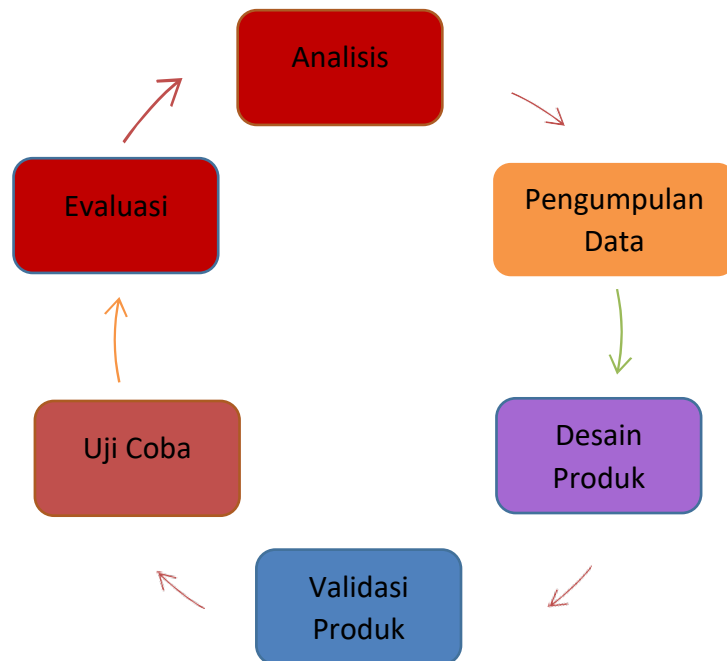 Analisis
Pengumpulan
Data
Desain
Produk
Validasi
Produk
Uji Coba
Evaluasi